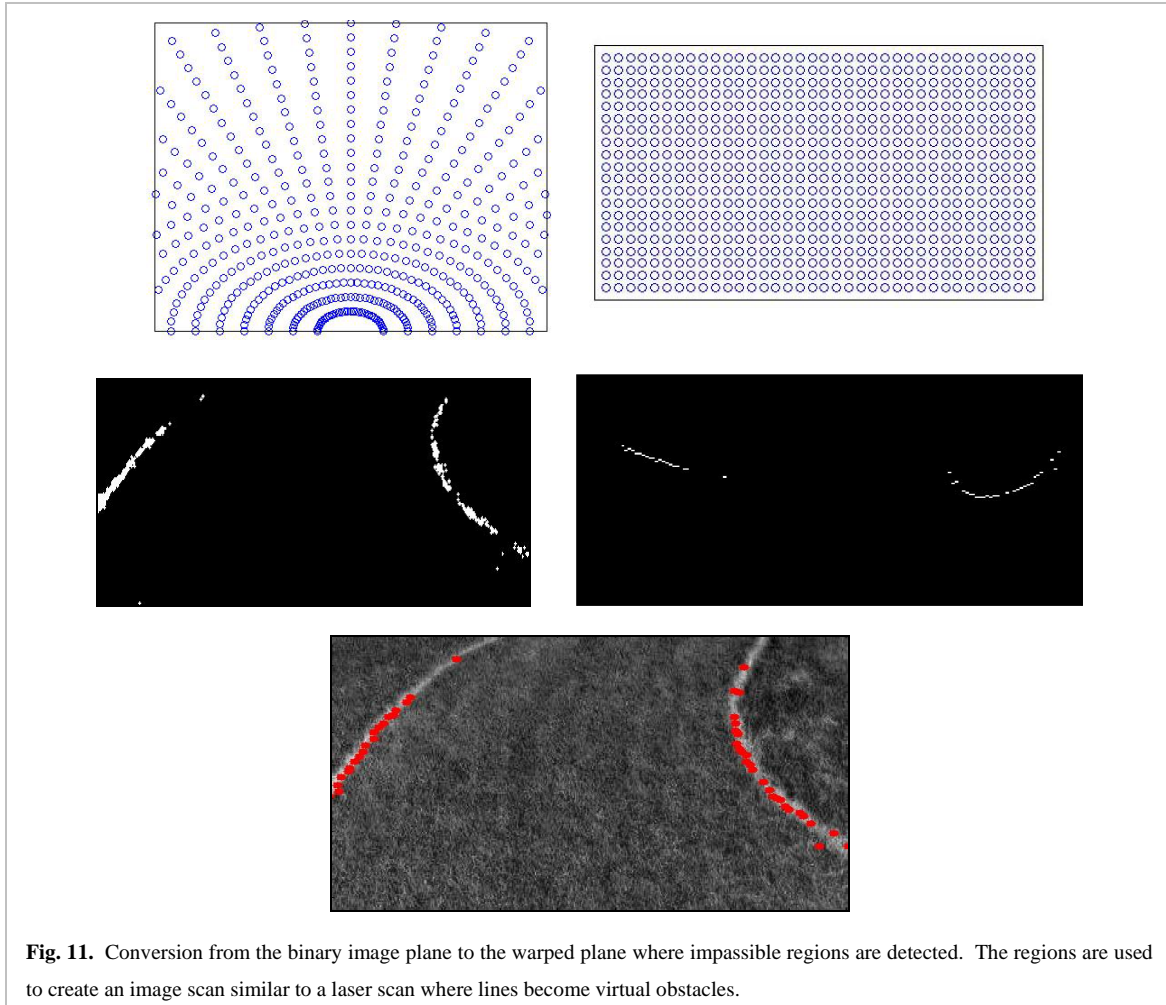 Fig. 11. Conversion from the binary image plane to the warped plane where impassible regions are detected. The regions are used
to create an image scan similar to a laser scan where lines become virtual obstacles.